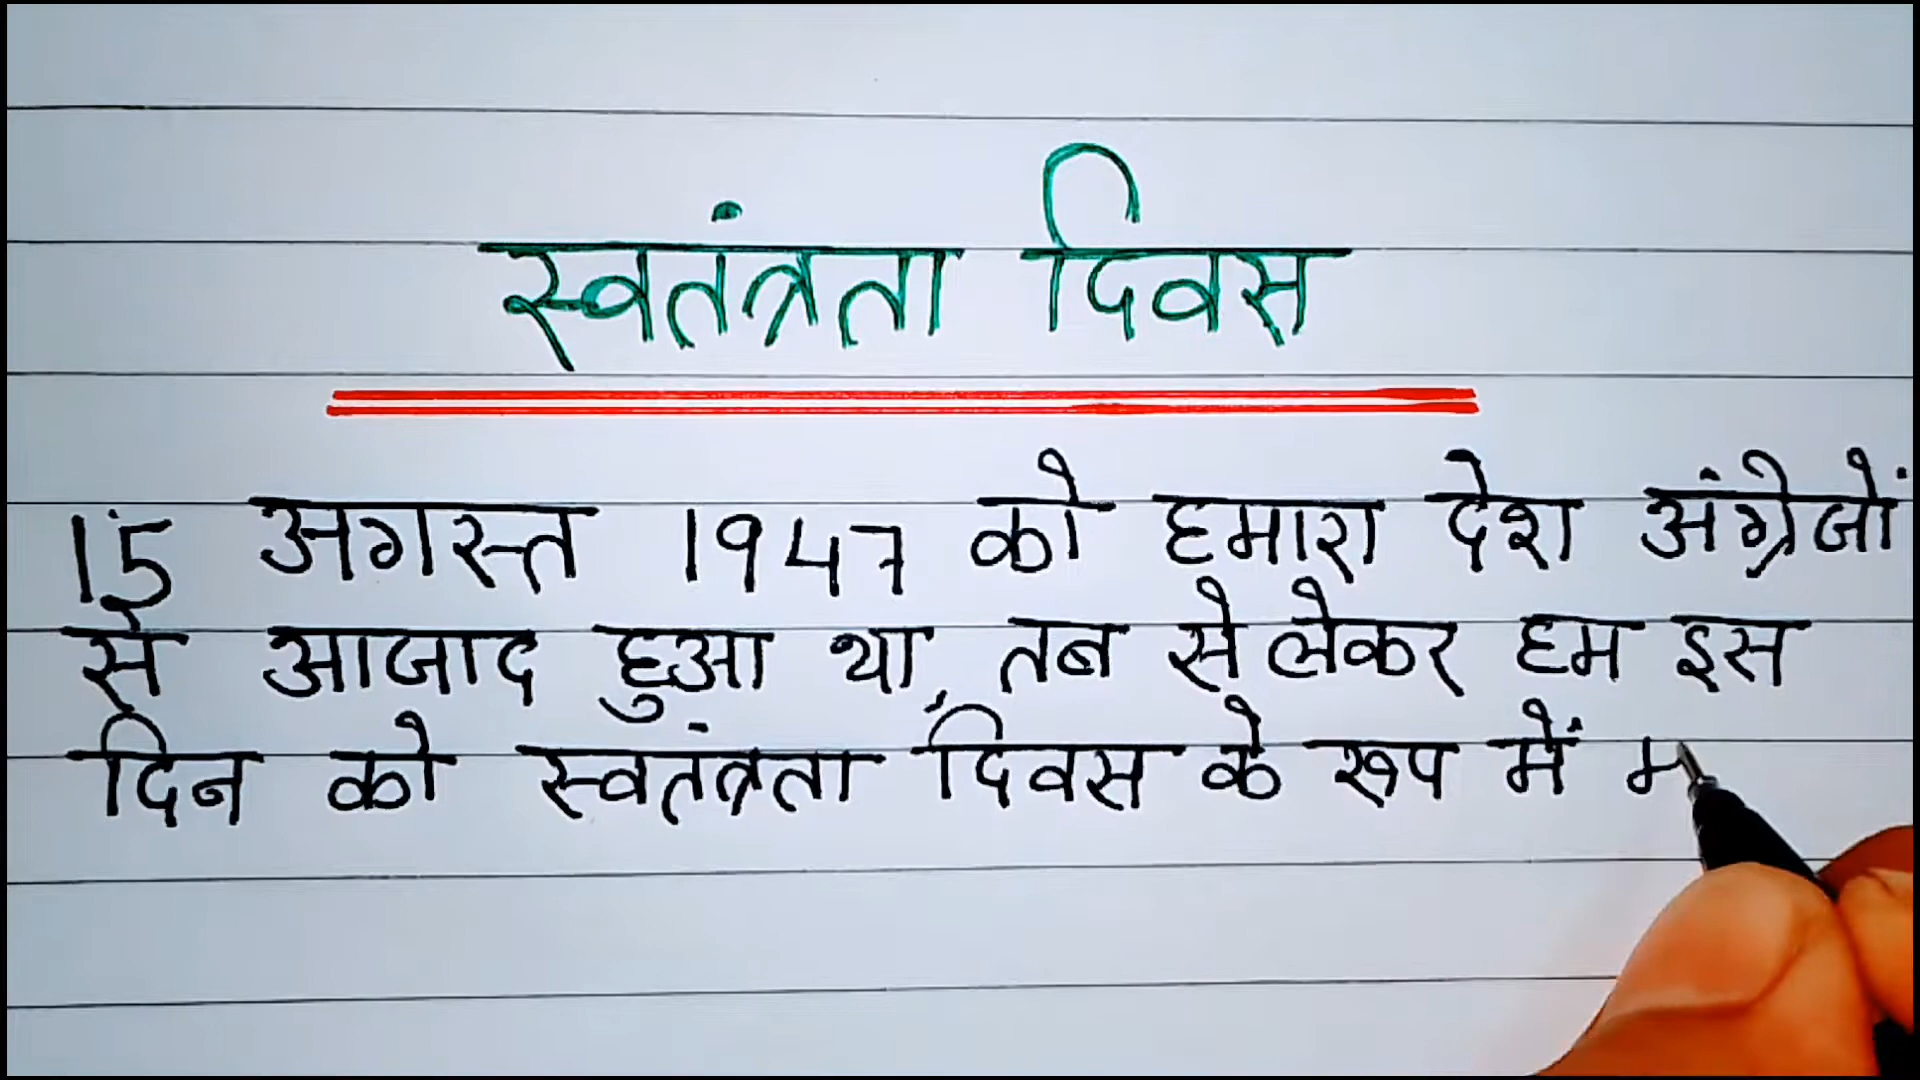 स्वतंत्रता दिवस
15 अगस्त 1947 को हमारा देश अंग्रेजों
से आजाद हुआ था, तब से लेकर हम इस
दिन को स्वतंत्रता दिवस के रूप में म